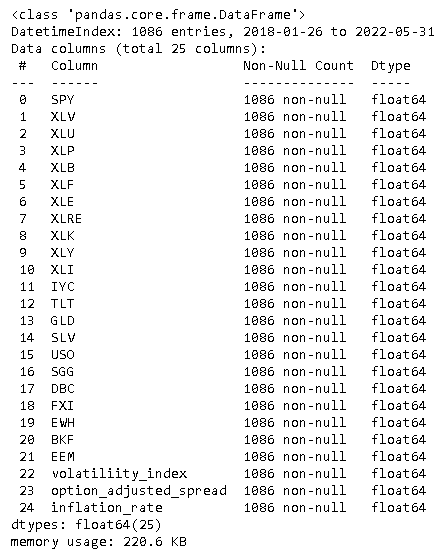 <class 'pandas.core.frame.DataFrame'>
DatetimeIndex: 1086 entries, 2018-01-26 to 2022-05-31
Data columns (total 25 columns):
 #   Column                  Non-Null Count  Dtype
---  ------                  --------------  -----
 0   SPY                     1086 non-null   float64
 1   XLV                     1086 non-null   float64
 2   XLU                     1086 non-null   float64
 3   XLP                     1086 non-null   float64
 4   XLB                     1086 non-null   float64
 5   XLF                     1086 non-null   float64
 6   XLE                     1086 non-null   float64
 7   XLRE                    1086 non-null   float64
 8   XLK                     1086 non-null   float64
 9   XLY                     1086 non-null   float64
 10  XLI                     1086 non-null   float64
 11  IYC                     1086 non-null   float64
 12  TLT                     1086 non-null   float64
 13  GLD                     1086 non-null   float64
 14  SLV                     1086 non-null   float64
 15  USO                     1086 non-null   float64
 16  SGG                     1086 non-null   float64
 17  DBC                     1086 non-null   float64
 18  FXI                     1086 non-null   float64
 19  EWH                     1086 non-null   float64
 20  BKF                     1086 non-null   float64
 21  EEM                     1086 non-null   float64
 22  volatiliity_index       1086 non-null   float64
 23  option_adjusted_spread  1086 non-null   float64
 24  inflation_rate          1086 non-null   float64
dtypes: float64(25)
memory usage: 220.6 KB